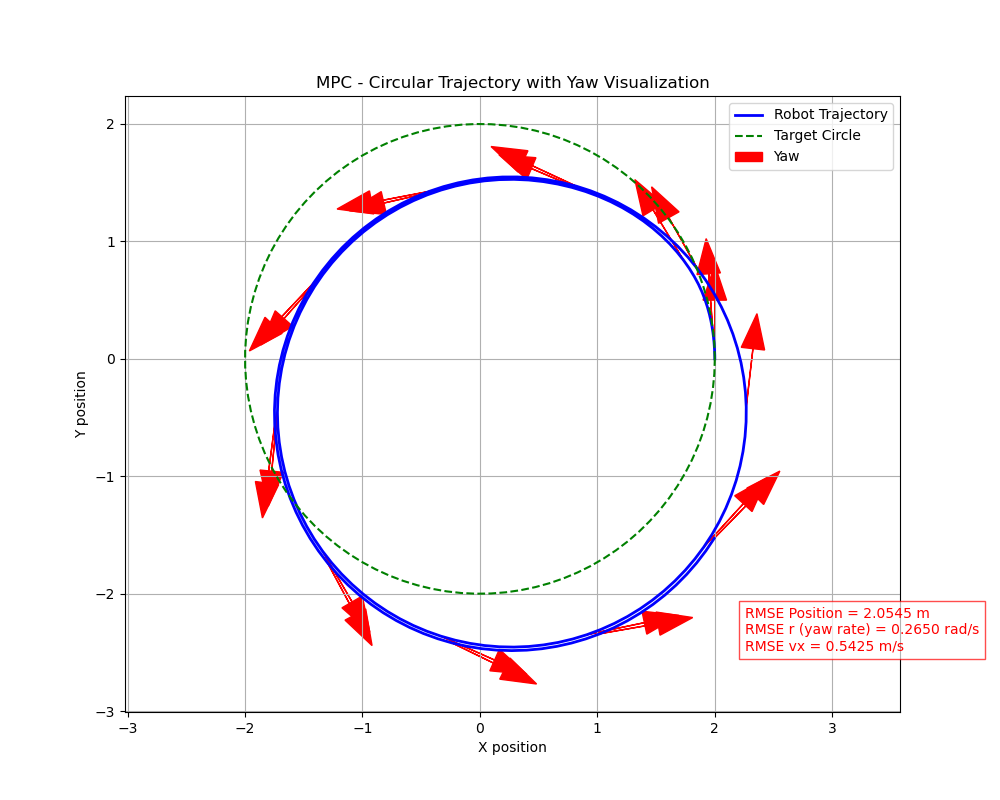 MPC - Circular Trajectory with Yaw Visualization
Robot Trajectory
Target Circle
Yaw
2
1
0
−1
−2
−3
Y position
RMSE Position = 2.0545 m
RMSE r (yaw rate) = 0.2650 rad/s
RMSE vx = 0.5425 m/s
−3
−2
−1
0
1
2
3
X position